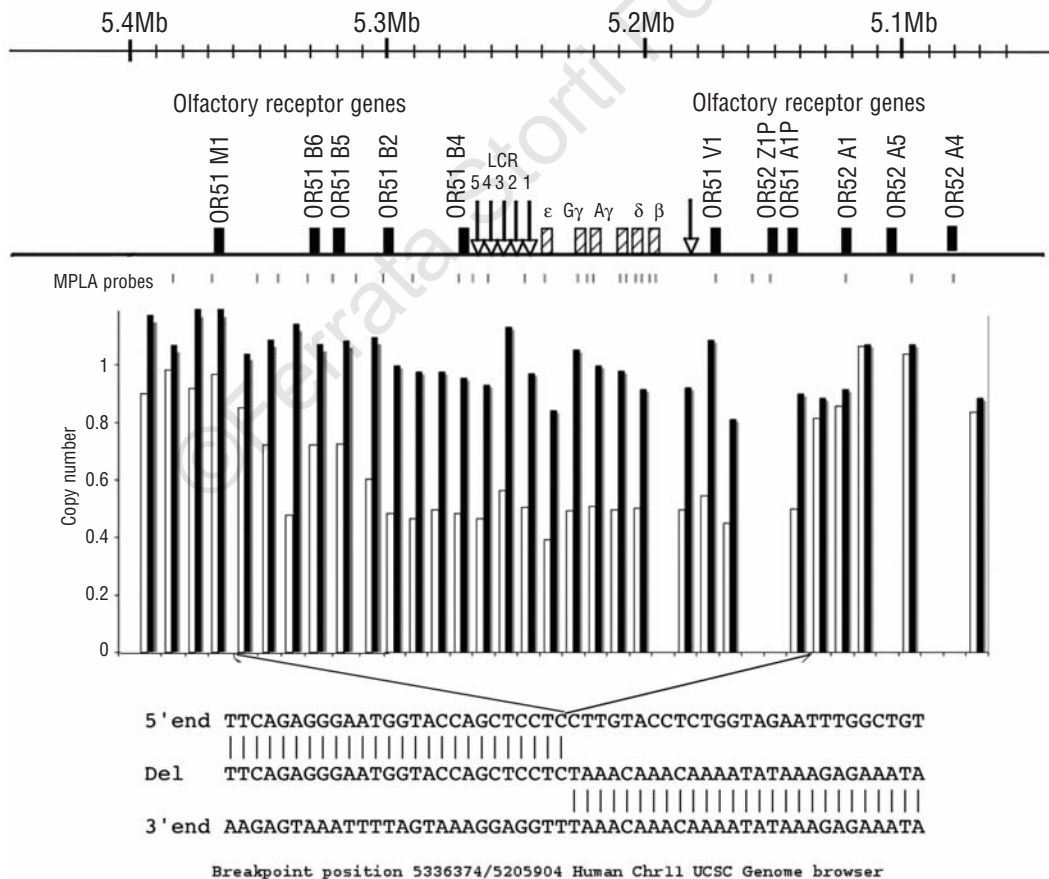 5.4Mb 5.3Mb 5.2Mb 5.1Mb
Olfactory receptor genes Olfactory receptor genes
OR51 M1 OR51 B6 OR51 B5 OR51 B2 OR51 B4 OR51 V1 OR52 Z1P OR51 A1P OR52 A1 OR52 A5 OR52 A4
LCR
5 4 3 2 1 ε Gγ Aγ δ β
MPLA probes
Copy number
1
0.8
0.6
0.4
0.2
0
5'end TTCAGAGGGAATGGTACCAGCTCCTCCTTGTACCTCTGGTAGAATTTGGCTGT
Del TTCAGAGGGAATGGTACCAGCTCCTCTAAACAAACAAAATATAAAGAGAAATA
3'end AAGAGTAAATTTTAGTAAAGGAGGTTTAAACAAACAAAATATAAAGAGAAATA
Breakpoint position 5336374/5205904 Human Chr11 UCSC Genome browser
©Ferrata Storti